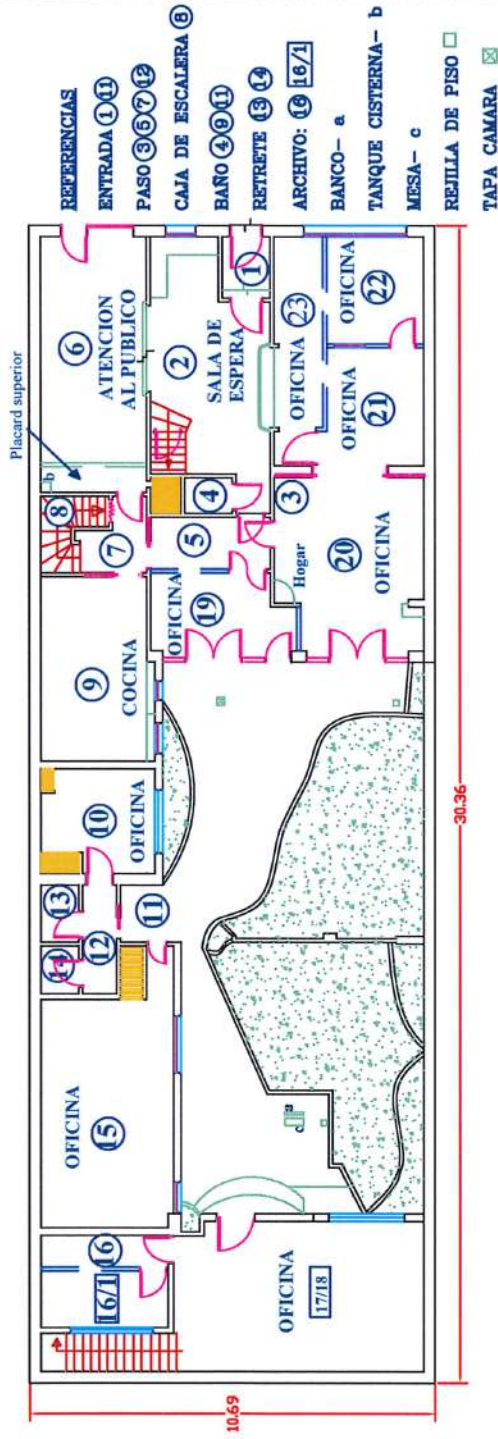 REFERENCIAS
ENTRADA 1 11
PASO 3 5 7 12
CAJA DE ESCALERA 8
BAÑO 4 9 11
RETRETE 13 14
ARCHIVO: 16 16/1
BANCO- a
TANQUE CISTERNA- b
MESA- c
REJILLA DE PISO
TAPA CAMARA
Placard superior
6
ATENCION
AL PUBLICO
b
8
7
9
COCINA
10
OFICINA
13
14
12
11
OFICINA
15
16
16/1
OFICINA
17/18
1
2
SALA DE
ESPERA
4
5
3
OFICINA
19
Hogar
20
OFICINA
23
OFICINA
OFICINA
22
OFICINA
21
a
c
30.36
10.69